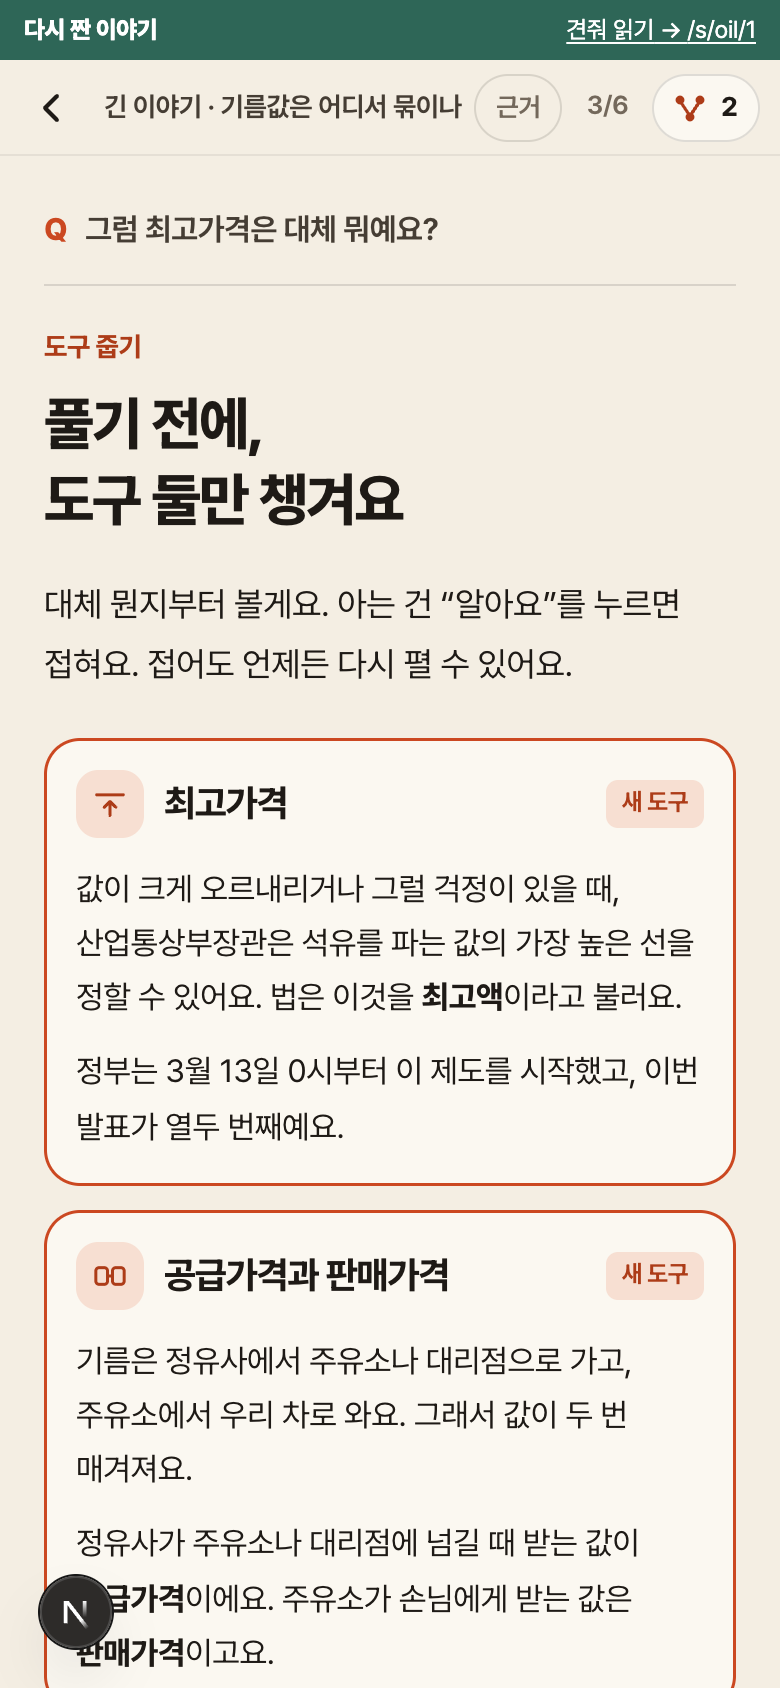 다시 짠 이야기
견줘 읽기 → /s/oil/1
긴 이야기 · 기름값은 어디서 묶이나
근거
3/6
2
Q 그럼 최고가격은 대체 뭐예요?
도구 줍기
풀기 전에,
도구 둘만 챙겨요
대체 뭔지부터 볼게요. 아는 건 “알아요”를 누르면
접혀요. 접어도 언제든 다시 펼 수 있어요.
최고가격
새 도구
값이 크게 오르내리거나 그럴 걱정이 있을 때,
산업통상부장관은 석유를 파는 값의 가장 높은 선을
정할 수 있어요. 법은 이것을 최고액이라고 불러요.
정부는 3월 13일 0시부터 이 제도를 시작했고, 이번
발표가 열두 번째예요.
공급가격과 판매가격
새 도구
기름은 정유사에서 주유소나 대리점으로 가고,
주유소에서 우리 차로 와요. 그래서 값이 두 번
매겨져요.
정유사가 주유소나 대리점에 넘길 때 받는 값이
급가격이에요. 주유소가 손님에게 받는 값은
판매가격이고요.
N